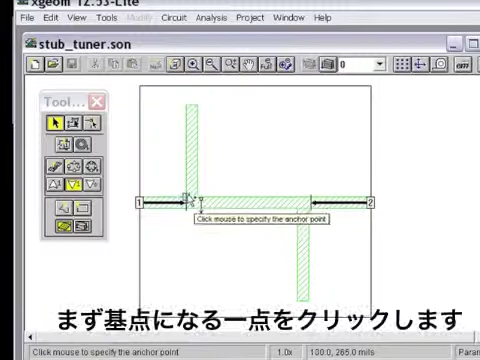 xgeom 12.53-Lite
File Edit View Tools Modify Circuit Analysis Project Window Help
stub_tuner.son
0
em
Tool...
1
2
Click mouse to specify the anchor point
まず基点になる一点をクリックします
Click mouse to specify the anchor point 1.0x 100.0, 265.0 mils Param